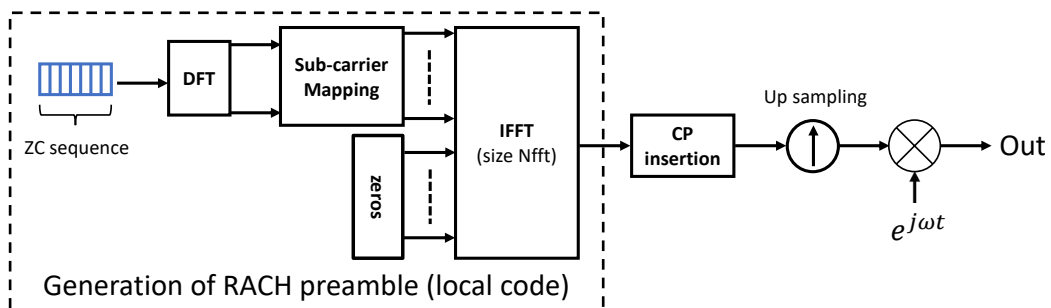 ZC sequence
DFT
Sub-carrier
Mapping
zeros
IFFT
(size Nfft)
CP
insertion
Up sampling
Out
e^{jωt}
Generation of RACH preamble (local code)